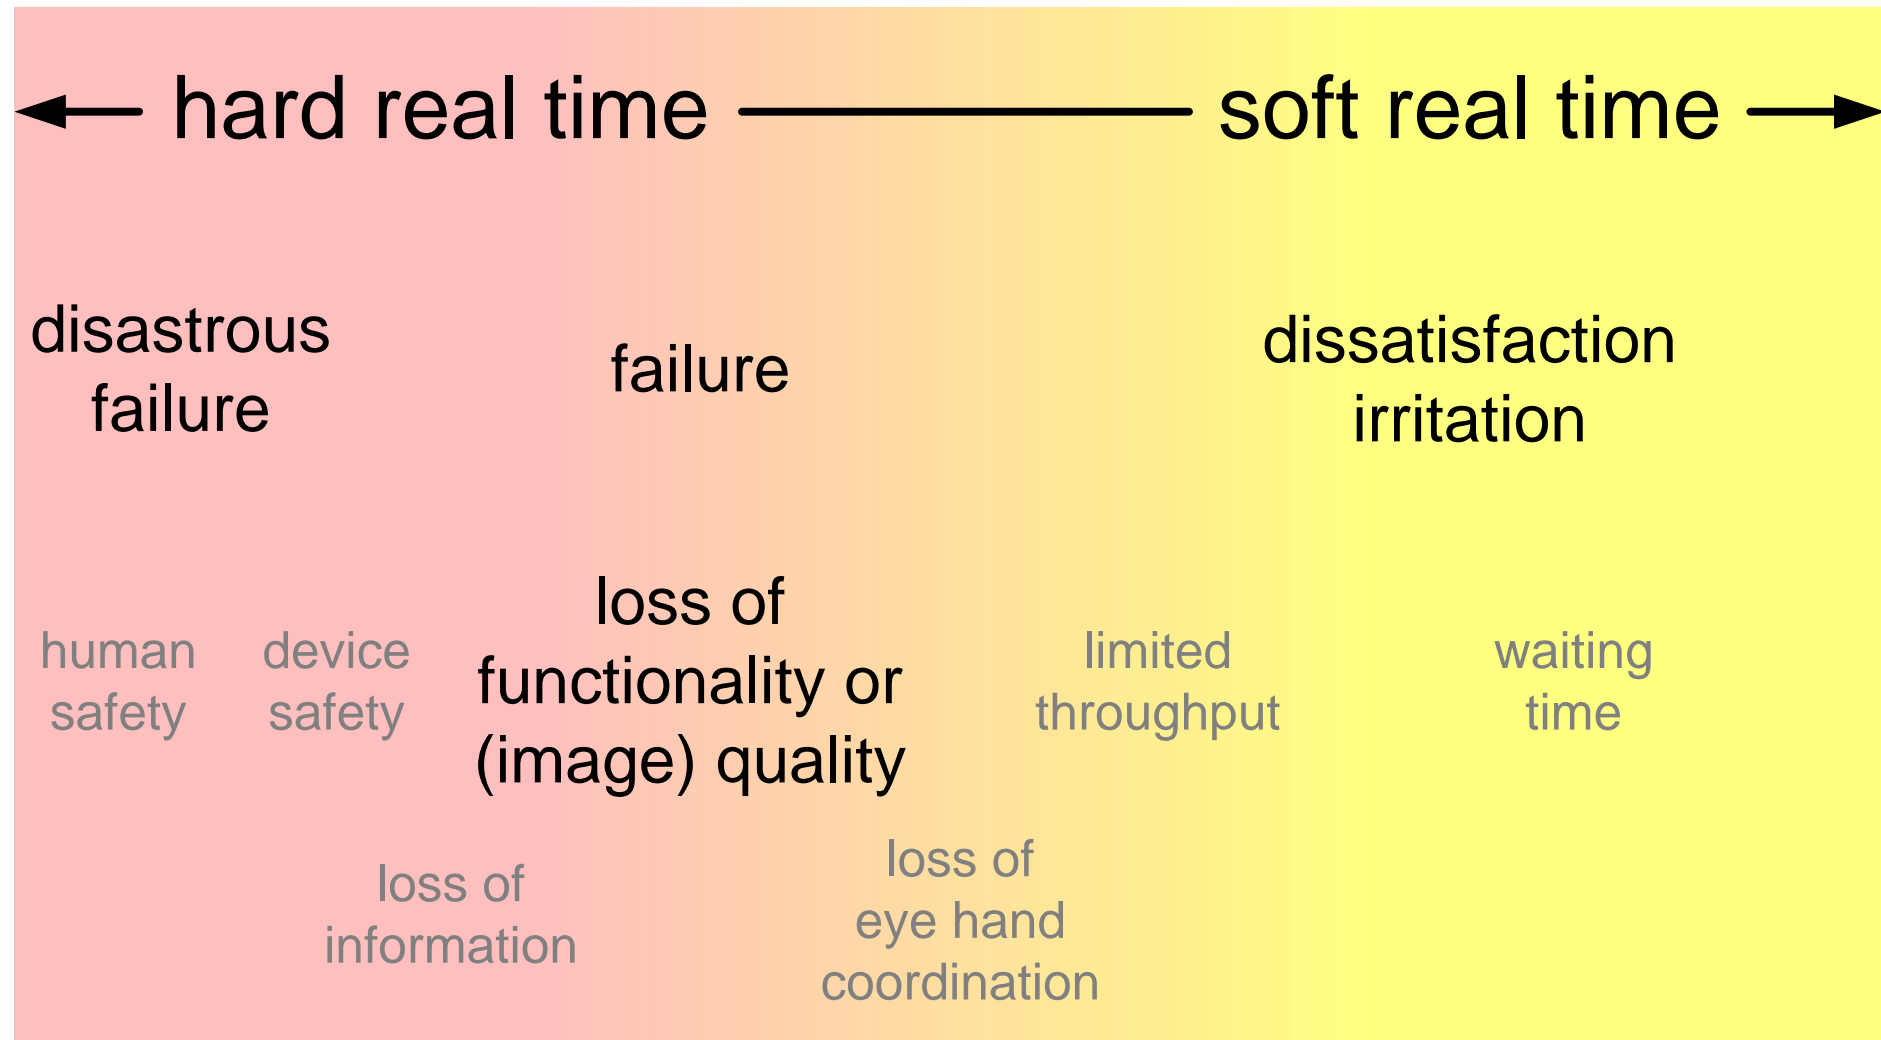 hard real time
soft real time
disastrous
failure
failure
dissatisfaction
irritation
human
safety
device
safety
loss of
functionality or
(image) quality
limited
throughput
waiting
time
loss of
information
loss of
eye hand
coordination